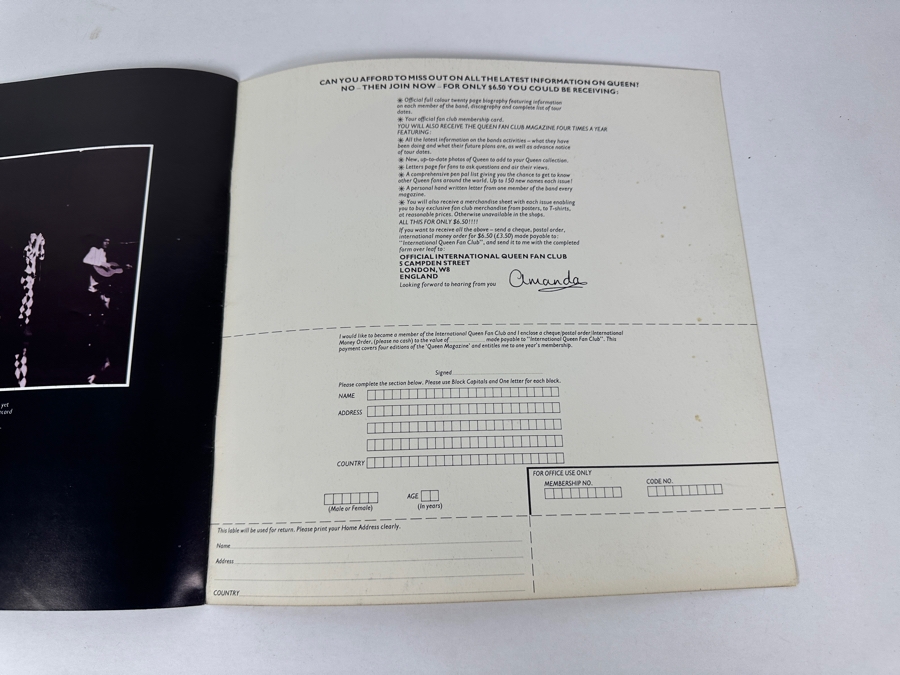 CAN YOU AFFORD TO MISS OUT ON ALL THE LATEST INFORMATION ON QUEEN?
NO – THEN JOIN NOW – FOR ONLY $6.50 YOU COULD BE RECEIVING:
✳ Official full colour twenty page biography featuring information
on each member of the band, discography and complete list of tour
dates.
✳ Your official fan club membership card.
YOU WILL ALSO RECEIVE THE QUEEN FAN CLUB MAGAZINE FOUR TIMES A YEAR
FEATURING:
✳ All the latest information on the bands activities – what they have
been doing and what their future plans are, as well as advance notice
of tour dates.
✳ New, up-to-date photos of Queen to add to your Queen collection.
✳ Letters page for fans to ask questions and air their views.
✳ A comprehensive pen pal list giving you the chance to get to know
other Queen fans around the world. Up to 150 new names each issue!
✳ A personal hand written letter from one member of the band every
magazine.
✳ You will also receive a merchandise sheet with each issue enabling
you to buy exclusive fan club merchandise from posters, to T-shirts,
at reasonable prices. Otherwise unavailable in the shops.
ALL THIS FOR ONLY $6.50!!!!
If you want to receive all the above – send a cheque, postal order,
international money order for $6.50 (£3.50) made payable to:
"International Queen Fan Club", and send it to me with the completed
form over leaf to:
OFFICIAL INTERNATIONAL QUEEN FAN CLUB
5 CAMPDEN STREET
LONDON, W8
ENGLAND
Looking forward to hearing from you
Amanda
yet
ecord
I would like to become a member of the International Queen Fan Club and I enclose a cheque/postal order/International
Money Order, (please no cash) to the value of made payable to "International Queen Fan Club". This
payment covers four editions of the 'Queen Magazine' and entitles me to one year's membership.
Signed
Please complete the section below. Please use Block Capitals and One letter for each block.
NAME
ADDRESS
COUNTRY
(Male or Female)
AGE
(In years)
FOR OFFICE USE ONLY
MEMBERSHIP NO.
CODE NO.
This lable will be used for return. Please print your Home Address clearly.
Name
Address
COUNTRY